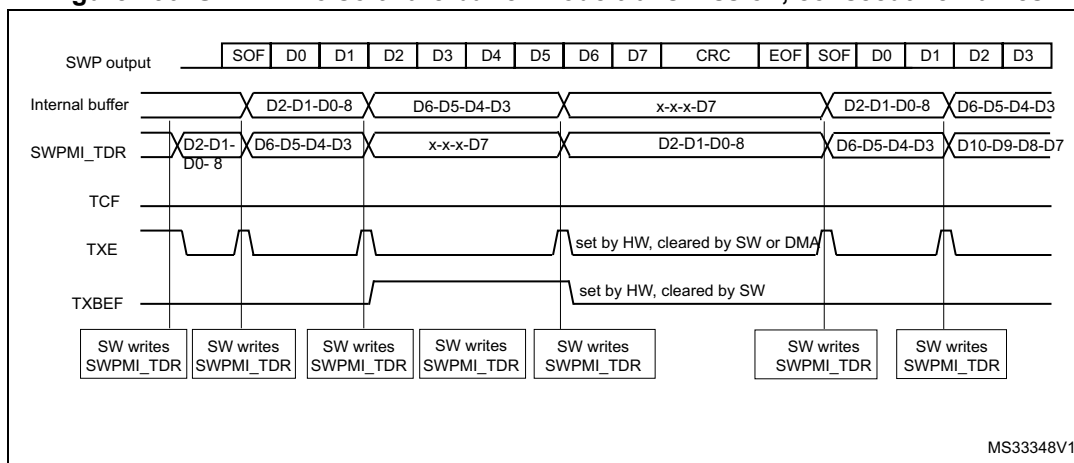 SWP output SOF D0 D1 D2 D3 D4 D5 D6 D7 CRC EOF SOF D0 D1 D2 D3
Internal buffer D2-D1-D0-8 D6-D5-D4-D3 x-x-x-D7 D2-D1-D0-8 D6-D5-D4-D3
SWPMI_TDR D2-D1-D0- 8 D6-D5-D4-D3 x-x-x-D7 D2-D1-D0-8 D6-D5-D4-D3 D10-D9-D8-D7
TCF
TXE set by HW, cleared by SW or DMA
TXBEF set by HW, cleared by SW
SW writes SW writes SW writes SW writes SW writes SW writes SW writes
SWPMI_TDR SWPMI_TDR SWPMI_TDR SWPMI_TDR SWPMI_TDR SWPMI_TDR SWPMI_TDR
MS33348V1